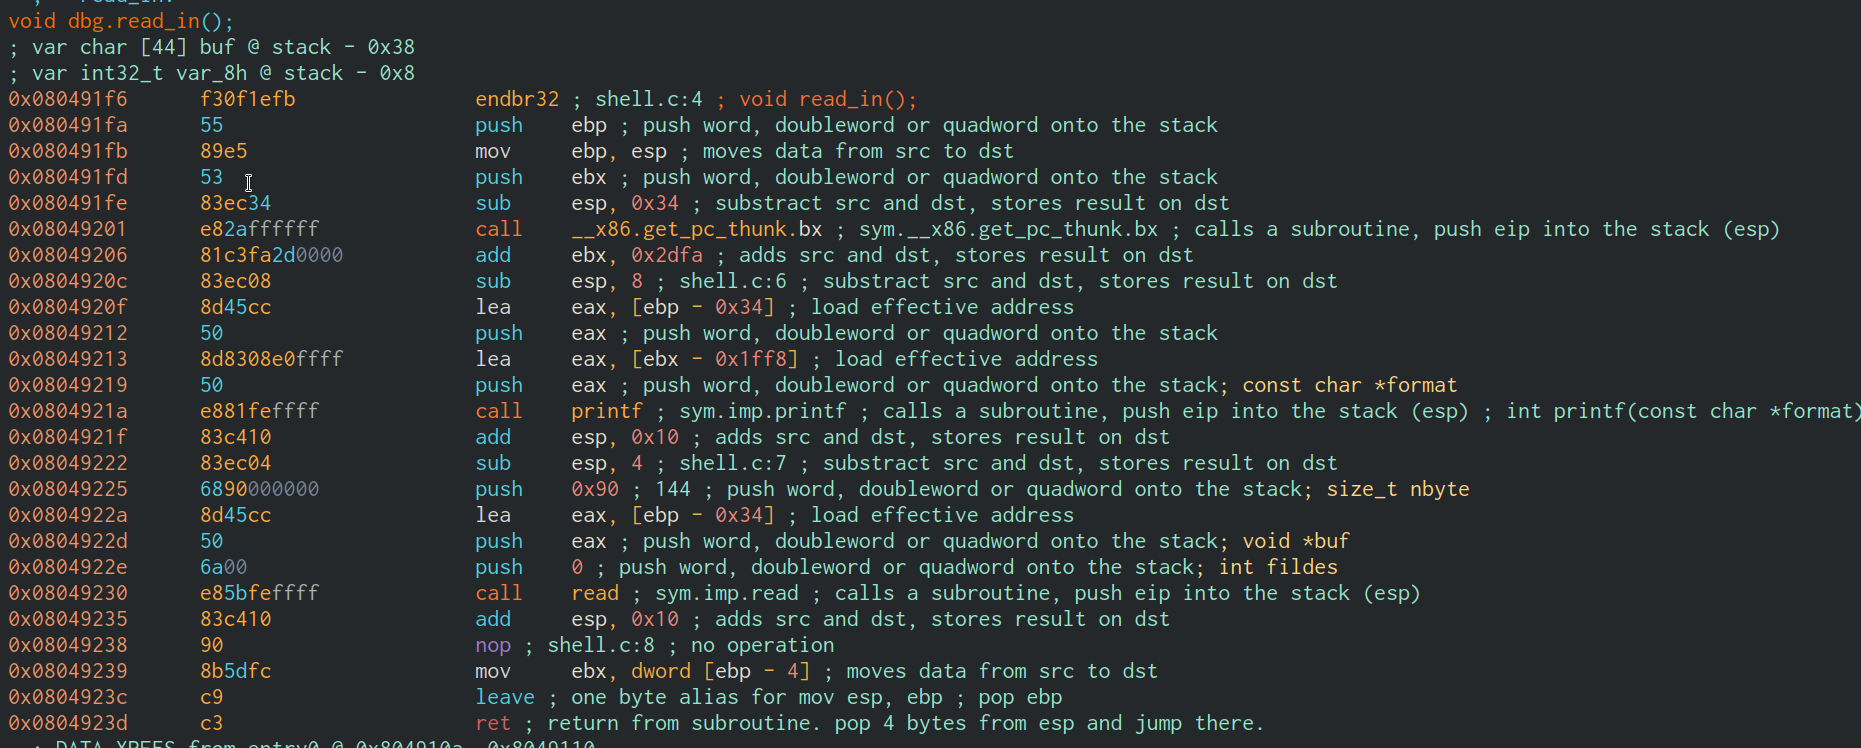 ; read_in:
void dbg.read_in();
; var char [44] buf @ stack - 0x38
; var int32_t var_8h @ stack - 0x8
0x080491f6 f30f1efb endbr32 ; shell.c:4 ; void read_in();
0x080491fa 55 push ebp ; push word, doubleword or quadword onto the stack
0x080491fb 89e5 mov ebp, esp ; moves data from src to dst
0x080491fd 53 push ebx ; push word, doubleword or quadword onto the stack
0x080491fe 83ec34 sub esp, 0x34 ; substract src and dst, stores result on dst
0x08049201 e82affffff call __x86.get_pc_thunk.bx ; sym.__x86.get_pc_thunk.bx ; calls a subroutine, push eip into the stack (esp)
0x08049206 81c3fa2d0000 add ebx, 0x2dfa ; adds src and dst, stores result on dst
0x0804920c 83ec08 sub esp, 8 ; shell.c:6 ; substract src and dst, stores result on dst
0x0804920f 8d45cc lea eax, [ebp - 0x34] ; load effective address
0x08049212 50 push eax ; push word, doubleword or quadword onto the stack
0x08049213 8d8308e0ffff lea eax, [ebx - 0x1ff8] ; load effective address
0x08049219 50 push eax ; push word, doubleword or quadword onto the stack; const char *format
0x0804921a e881feffff call printf ; sym.imp.printf ; calls a subroutine, push eip into the stack (esp) ; int printf(const char *format)
0x0804921f 83c410 add esp, 0x10 ; adds src and dst, stores result on dst
0x08049222 83ec04 sub esp, 4 ; shell.c:7 ; substract src and dst, stores result on dst
0x08049225 6890000000 push 0x90 ; 144 ; push word, doubleword or quadword onto the stack; size_t nbyte
0x0804922a 8d45cc lea eax, [ebp - 0x34] ; load effective address
0x0804922d 50 push eax ; push word, doubleword or quadword onto the stack; void *buf
0x0804922e 6a00 push 0 ; push word, doubleword or quadword onto the stack; int fildes
0x08049230 e85bfeffff call read ; sym.imp.read ; calls a subroutine, push eip into the stack (esp)
0x08049235 83c410 add esp, 0x10 ; adds src and dst, stores result on dst
0x08049238 90 nop ; shell.c:8 ; no operation
0x08049239 8b5dfc mov ebx, dword [ebp - 4] ; moves data from src to dst
0x0804923c c9 leave ; one byte alias for mov esp, ebp ; pop ebp
0x0804923d c3 ret ; return from subroutine. pop 4 bytes from esp and jump there.
; DATA XREFS from entry0 @ 0x804910a, 0x8049110